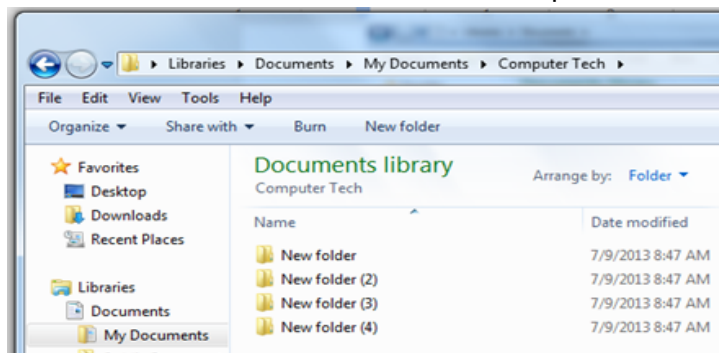 Libraries ▸ Documents ▸ My Documents ▸ Computer Tech ▸
File Edit View Tools Help
Organize ▾ Share with ▾ Burn New folder
Favorites
Desktop
Downloads
Recent Places
Libraries
Documents
My Documents
Documents library
Computer Tech
Arrange by: Folder ▾
Name Date modified
New folder 7/9/2013 8:47 AM
New folder (2) 7/9/2013 8:47 AM
New folder (3) 7/9/2013 8:47 AM
New folder (4) 7/9/2013 8:47 AM